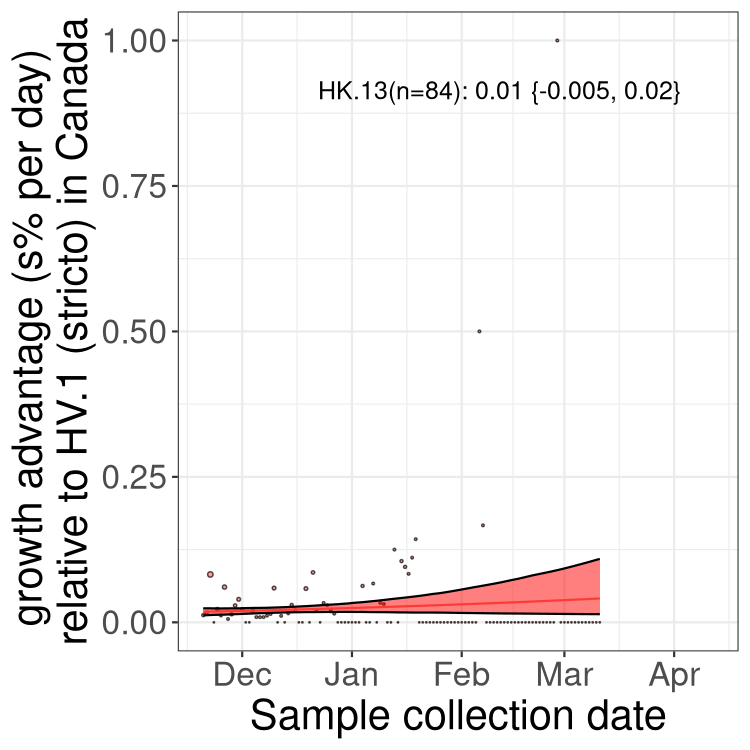 growth advantage (s% per day)
relative to HV.1 (stricto) in Canada
1.00
0.75
0.50
0.25
0.00
HK.13(n=84): 0.01 {-0.005, 0.02}
Dec
Jan
Feb
Mar
Apr
Sample collection date